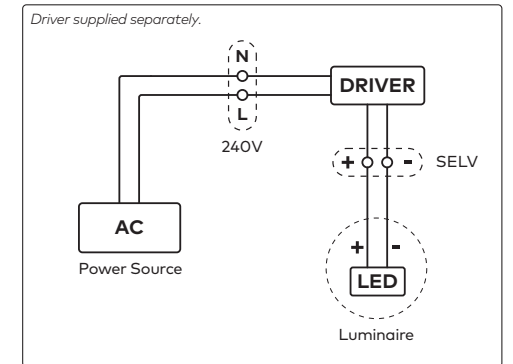 Driver supplied separately.
N
DRIVER
L
240V
+ - SELV
AC
+ -
Power Source
LED
Luminaire